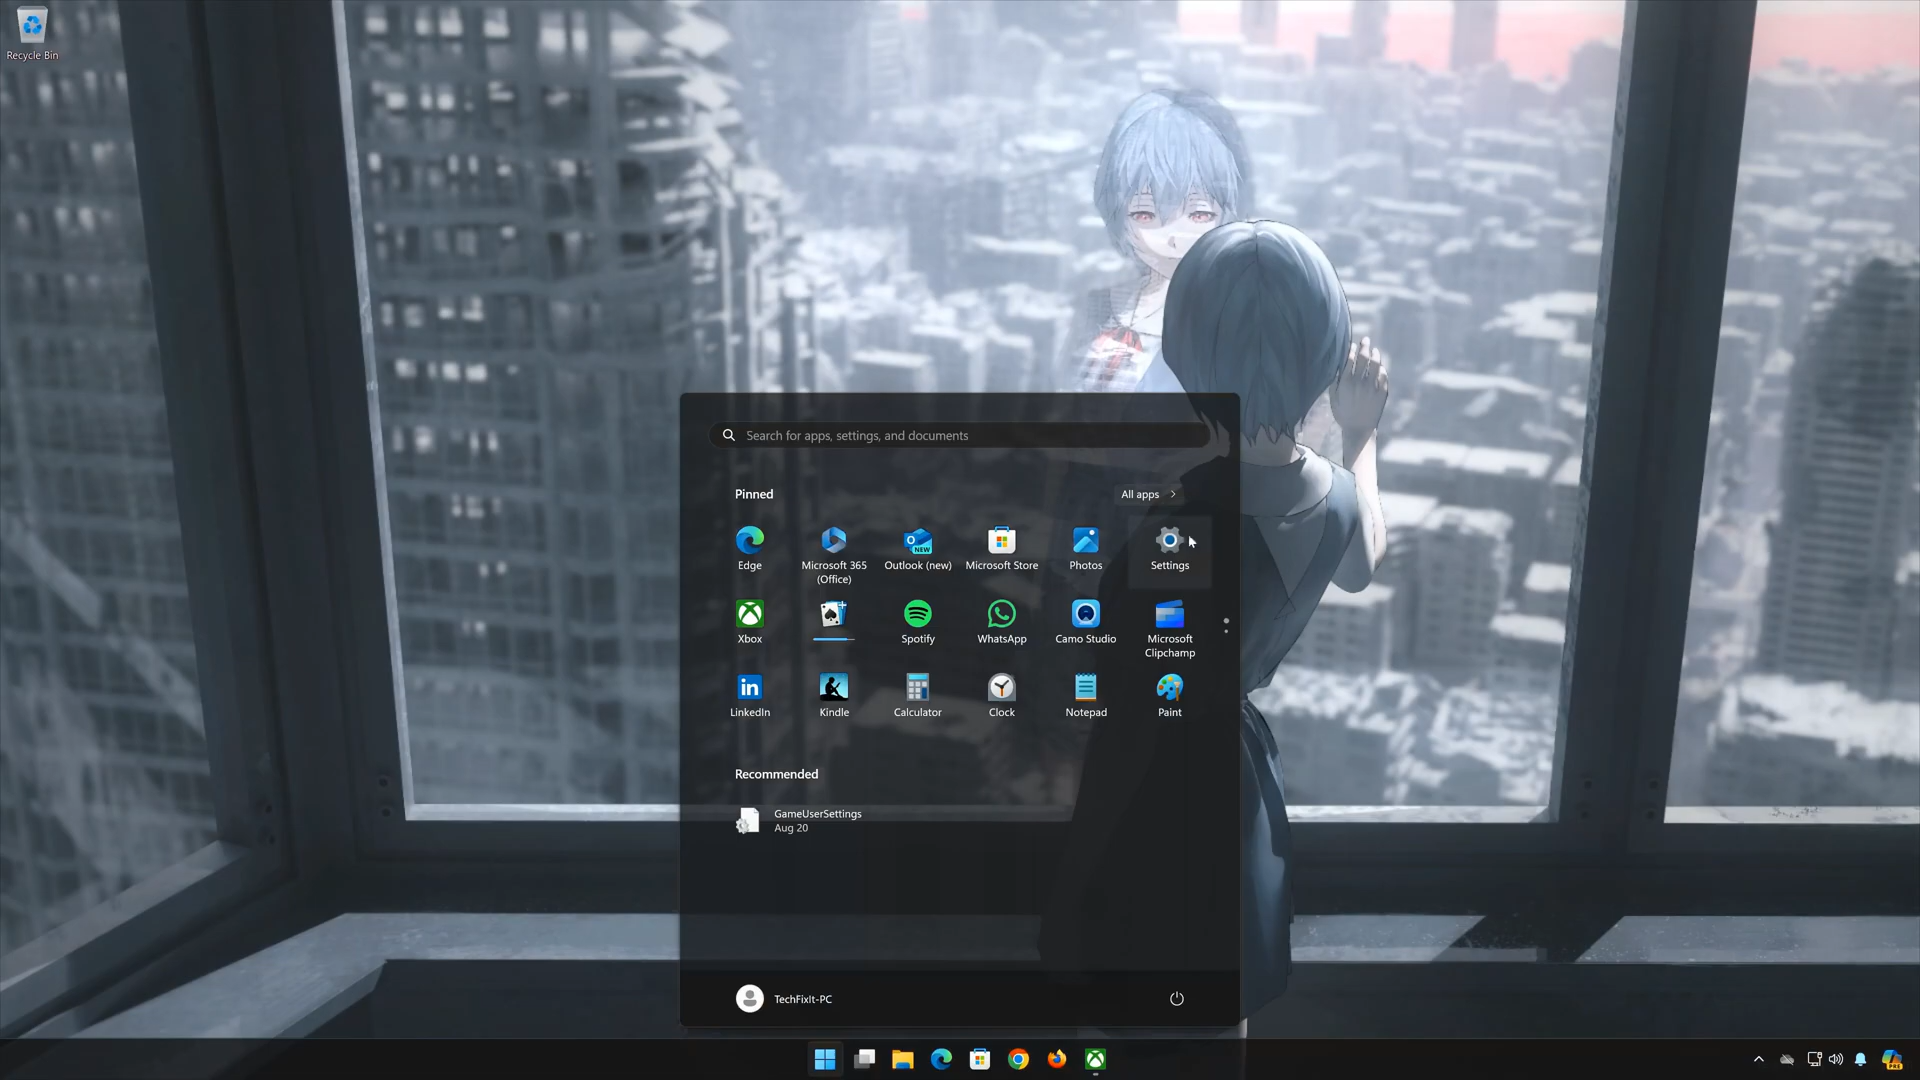 Recycle Bin
Search for apps, settings, and documents
Pinned
All apps
Edge
Microsoft 365
(Office)
Outlook (new)
Microsoft Store
Photos
Settings
Xbox
Spotify
WhatsApp
Camo Studio
Microsoft
Clipchamp
LinkedIn
Kindle
Calculator
Clock
Notepad
Paint
Recommended
GameUserSettings
Aug 20
TechFixIt-PC